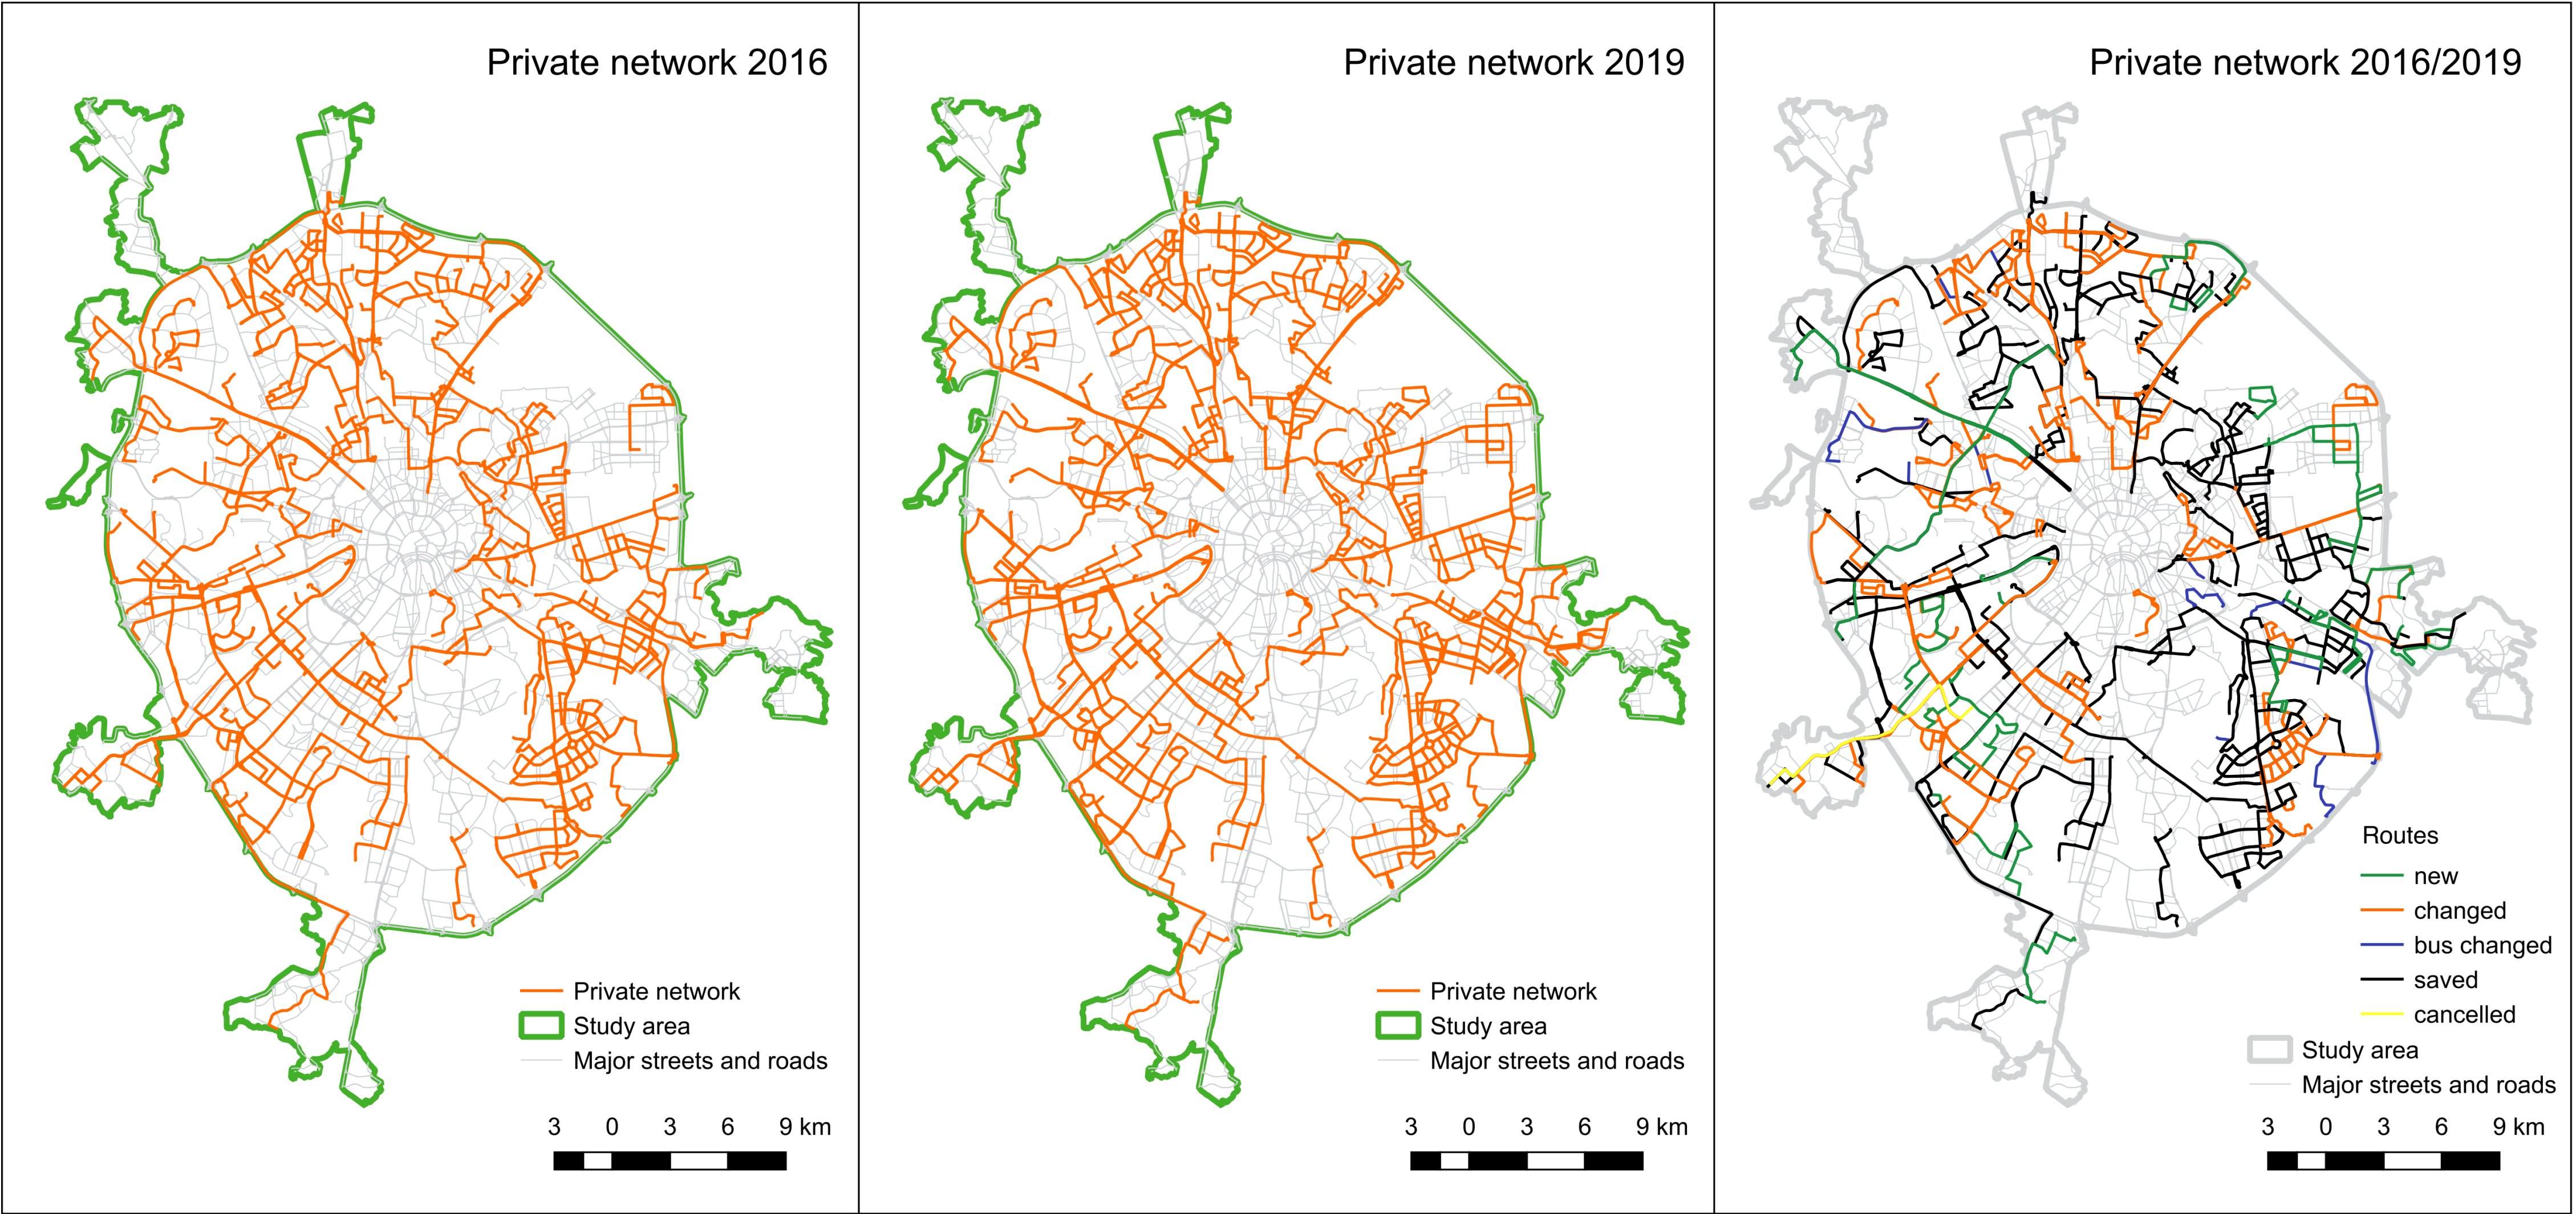 Private network 2016
Private network
Study area
Major streets and roads
3 0 3 6 9 km
Private network 2019
Private network
Study area
Major streets and roads
3 0 3 6 9 km
Private network 2016/2019
Routes
new
changed
bus changed
saved
cancelled
Study area
Major streets and roads
3 0 3 6 9 km